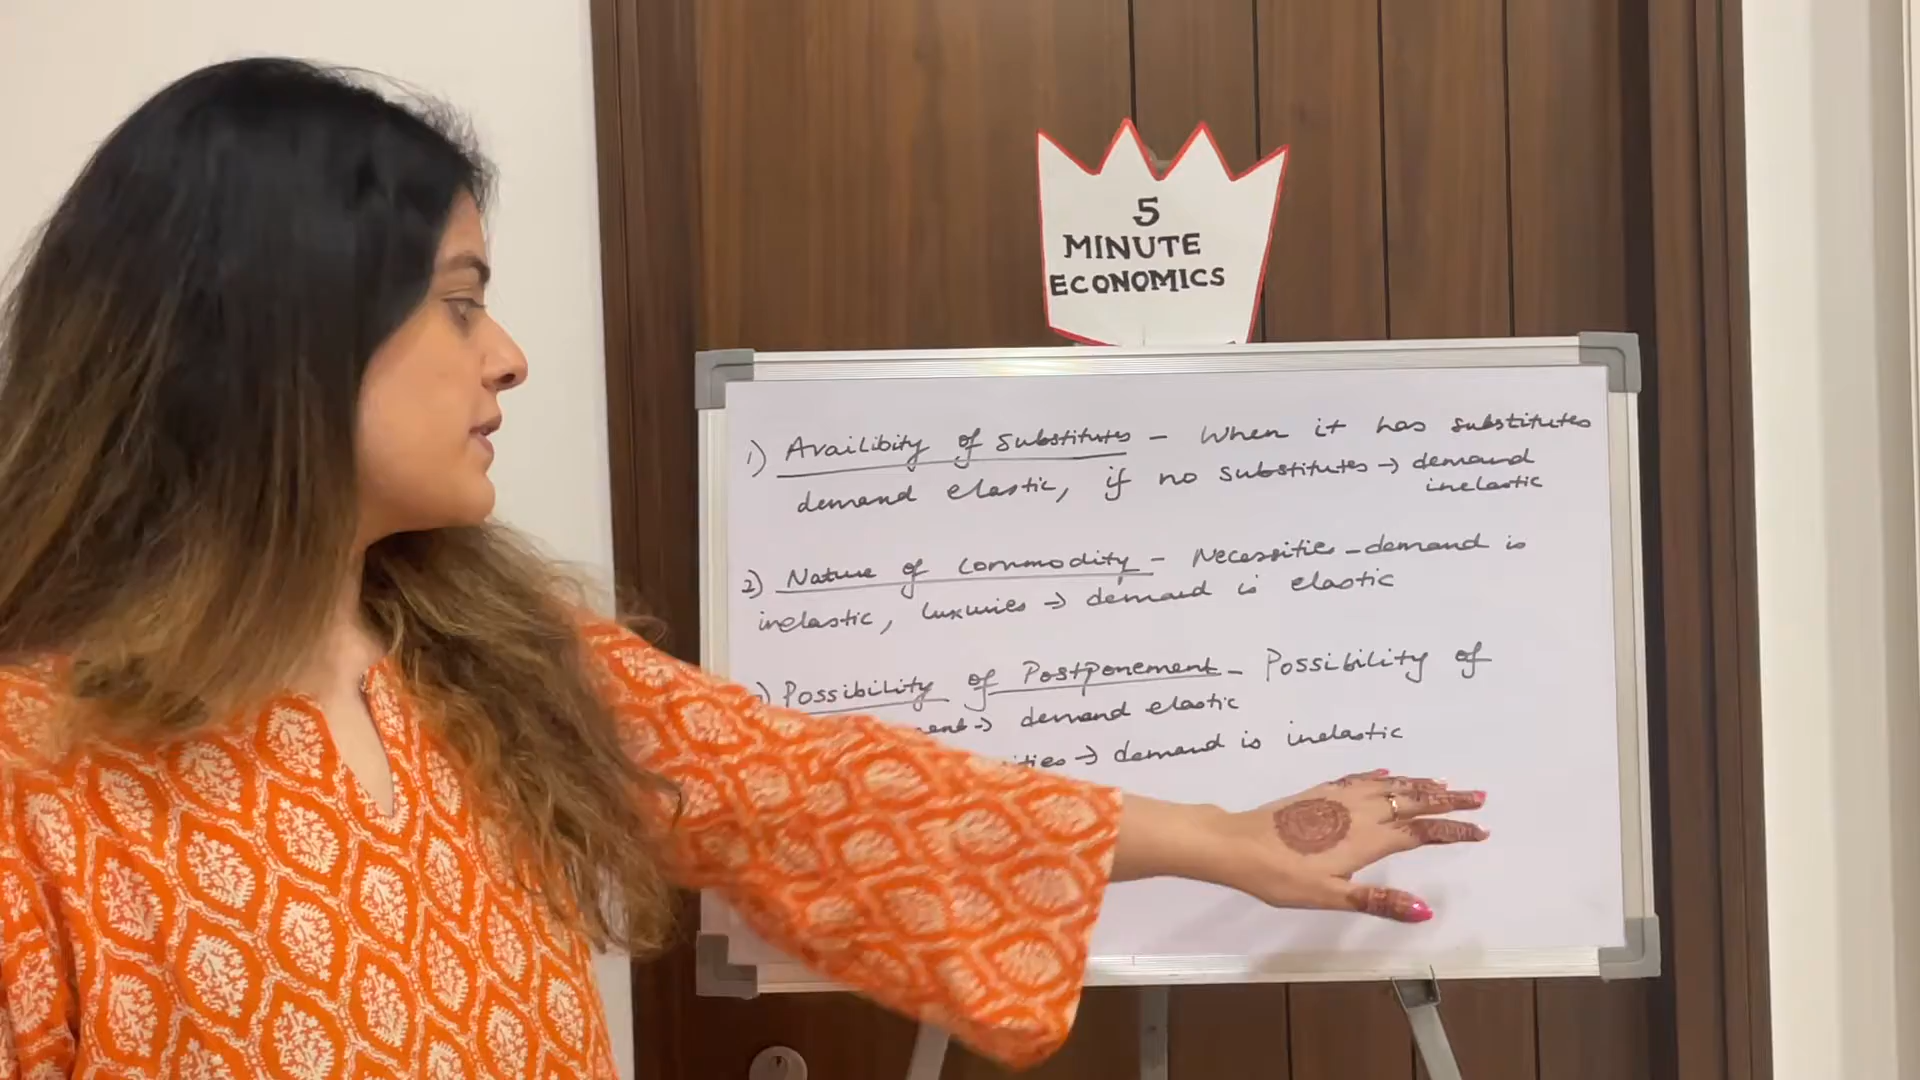 5
MINUTE
ECONOMICS
1) Availibity of substitutes - When it has substitutes
demand elastic, if no substitutes → demand
inelastic
2) Nature of Commodity - Necessities - demand is
inelastic, luxuries → demand is elastic
) Possibility of Postponement - Possibility of
ment → demand elastic
ities → demand is inelastic